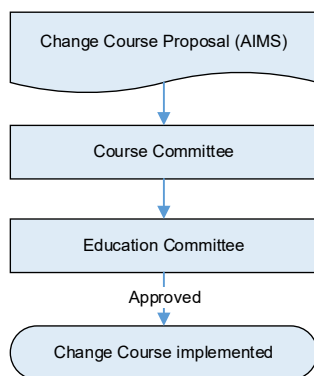 Change Course Proposal (AIMS)
Course Committee
Education Committee
Approved
Change Course implemented